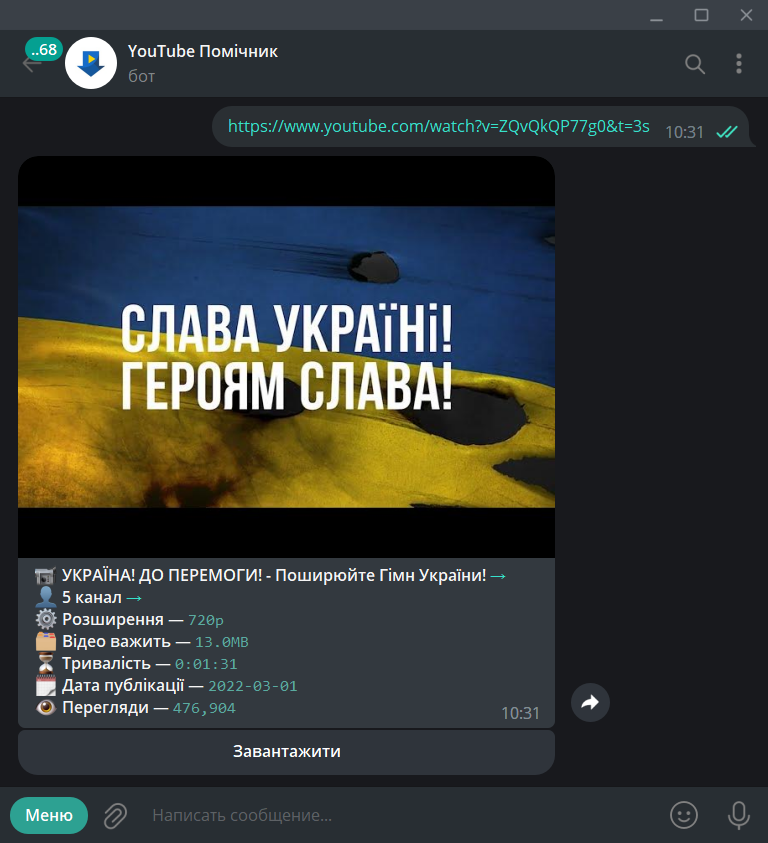 ..68
YouTube Помічник
бот
https://www.youtube.com/watch?v=ZQvQkQP77g0&t=3s
10:31
СЛАВА УКРАЇНІ!
ГЕРОЯМ СЛАВА!
УКРАЇНА! ДО ПЕРЕМОГИ! - Поширюйте Гімн України! →
5 канал →
Розширення — 720p
Відео важить — 13.0MB
Тривалість — 0:01:31
Дата публікації — 2022-03-01
Перегляди — 476,904
10:31
Завантажити
Меню
Написать сообщение...